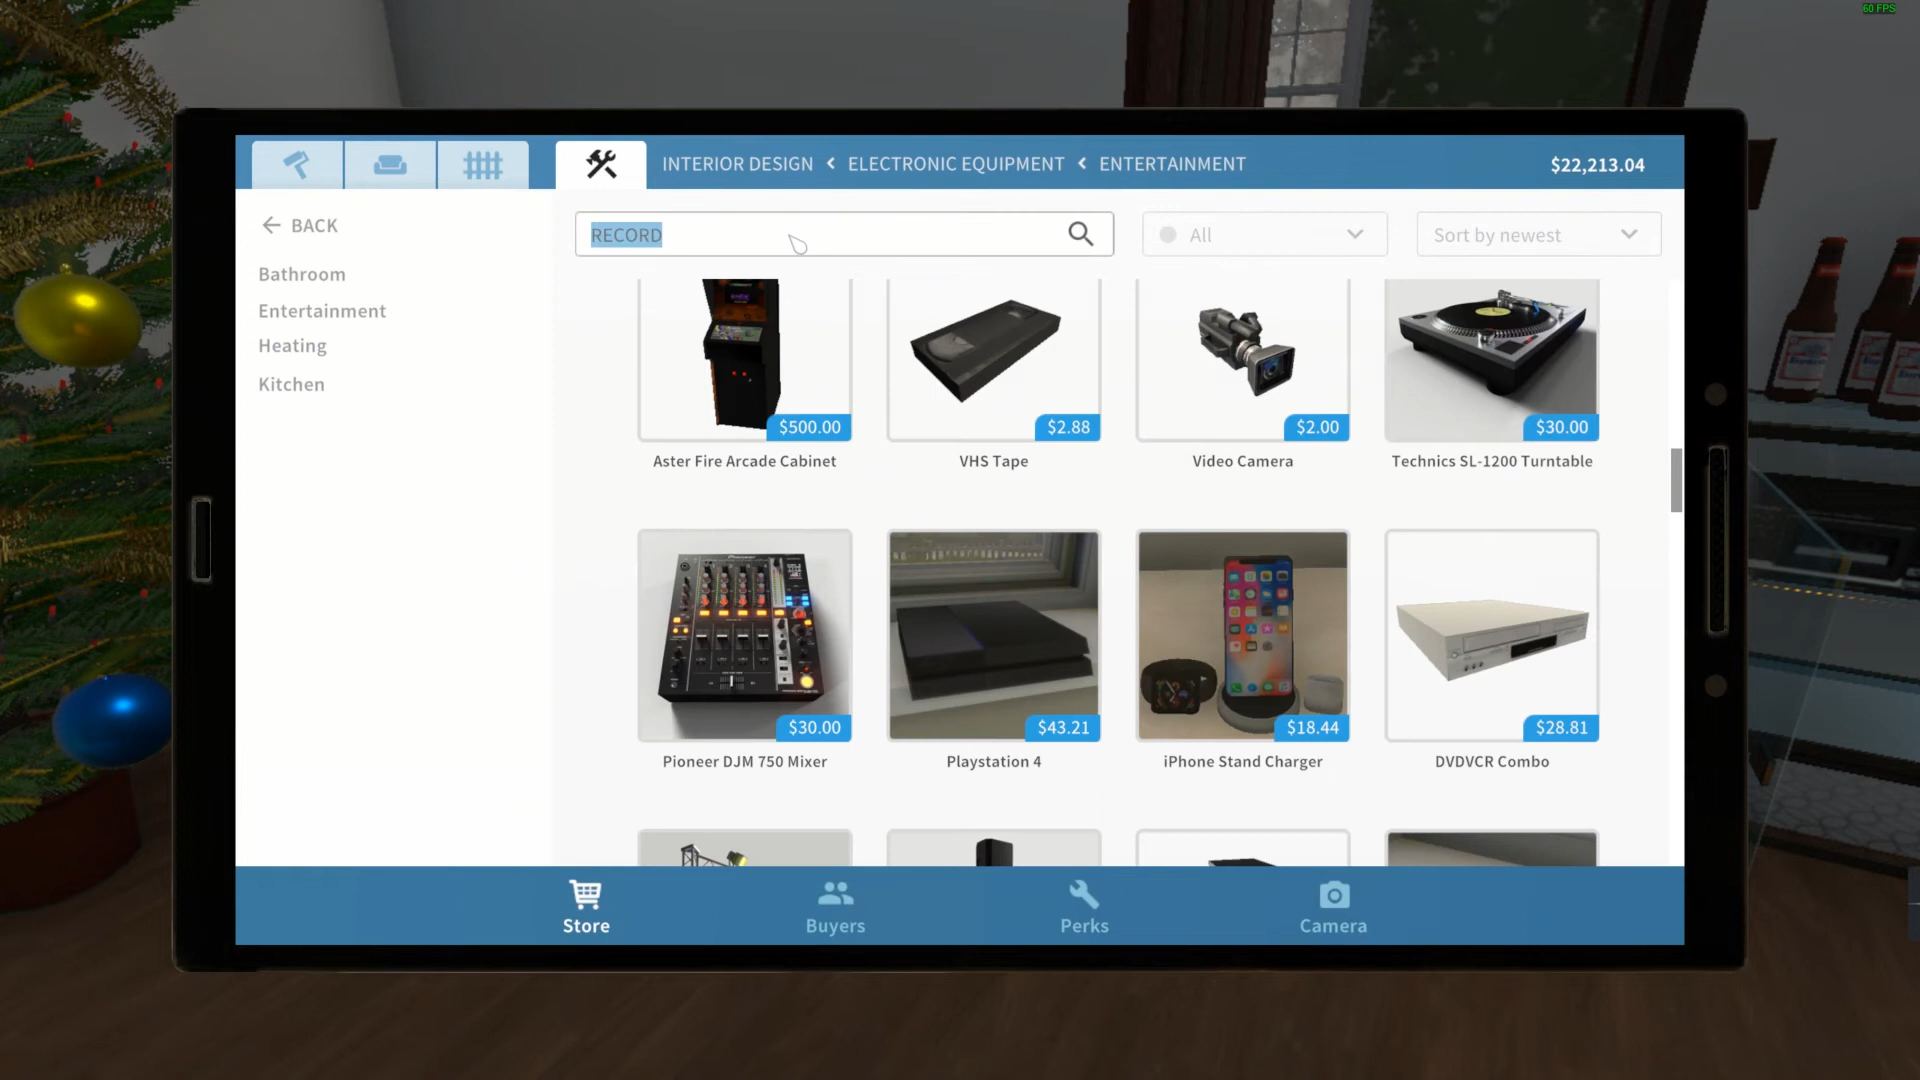 60 FPS
INTERIOR DESIGN < ELECTRONIC EQUIPMENT < ENTERTAINMENT
$22,213.04
BACK
RECORD
All
Sort by newest
Bathroom
Entertainment
Heating
Kitchen
$500.00
$2.88
$2.00
$30.00
Aster Fire Arcade Cabinet
VHS Tape
Video Camera
Technics SL-1200 Turntable
$30.00
$43.21
$18.44
$28.81
Pioneer DJM 750 Mixer
Playstation 4
iPhone Stand Charger
DVDVCR Combo
Store
Buyers
Perks
Camera